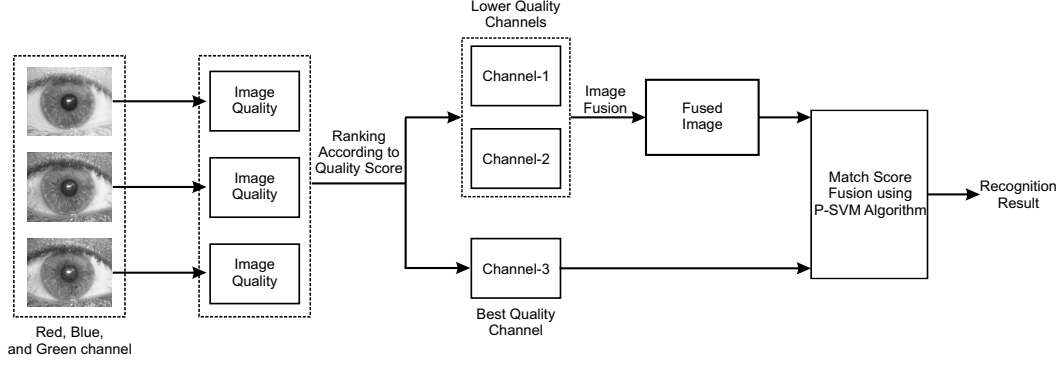 Red, Blue,
and Green channel
Image
Quality
Image
Quality
Image
Quality
Ranking
According to
Quality Score
Lower Quality
Channels
Channel-1
Channel-2
Channel-3
Best Quality
Channel
Image
Fusion
Fused
Image
Match Score
Fusion using
P-SVM Algorithm
Recognition
Result